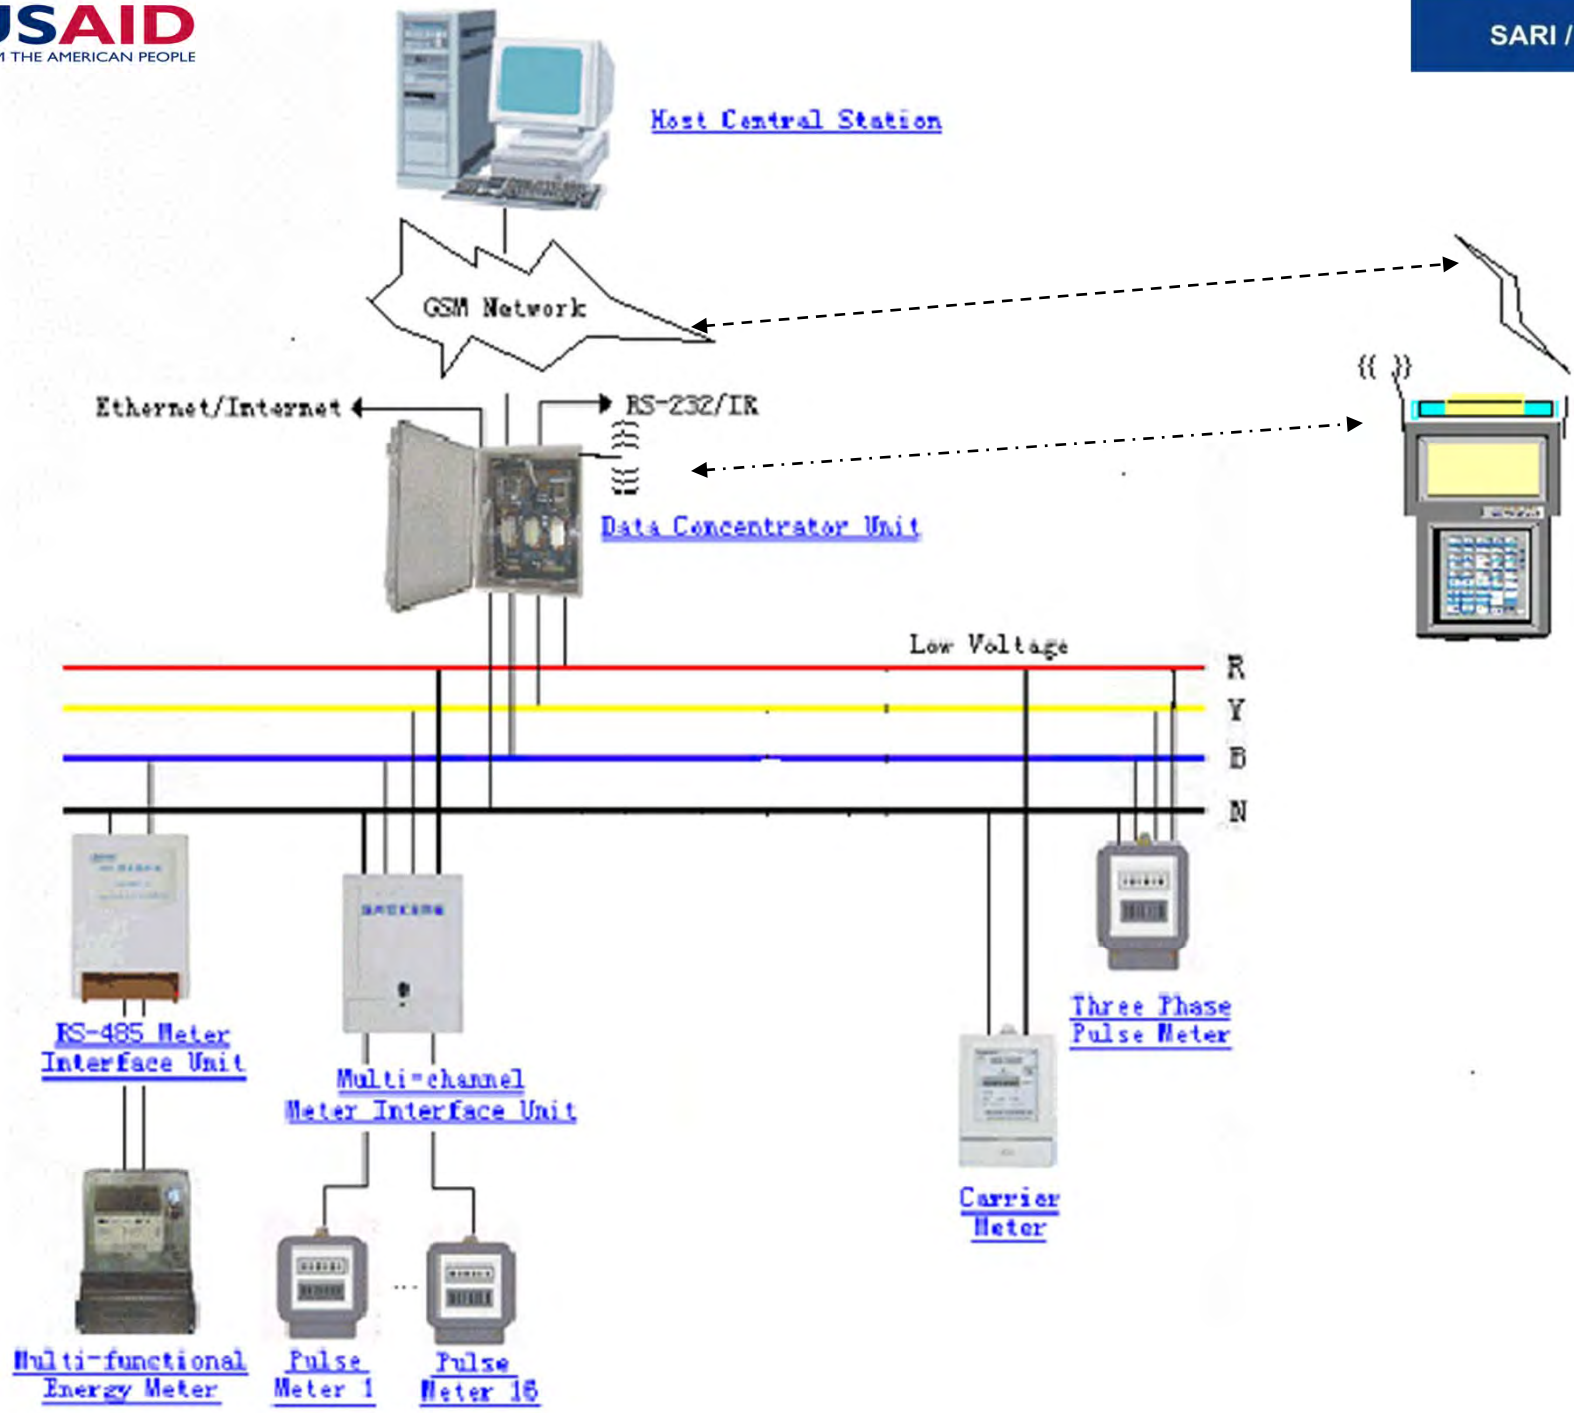 USAID
M THE AMERICAN PEOPLE
SARI /
Host Central Station
GSM Network
Ethernet/Internet
RS-232/IR
{{ }}
Data Concentrator Unit
Low Voltage
R
Y
B
N
RS-485 Meter
Interface Unit
Multi-channel
Meter Interface Unit
Three Phase
Pulse Meter
Carrier
Meter
Multi-functional
Energy Meter
Pulse
Meter 1
...
Pulse
Meter 16